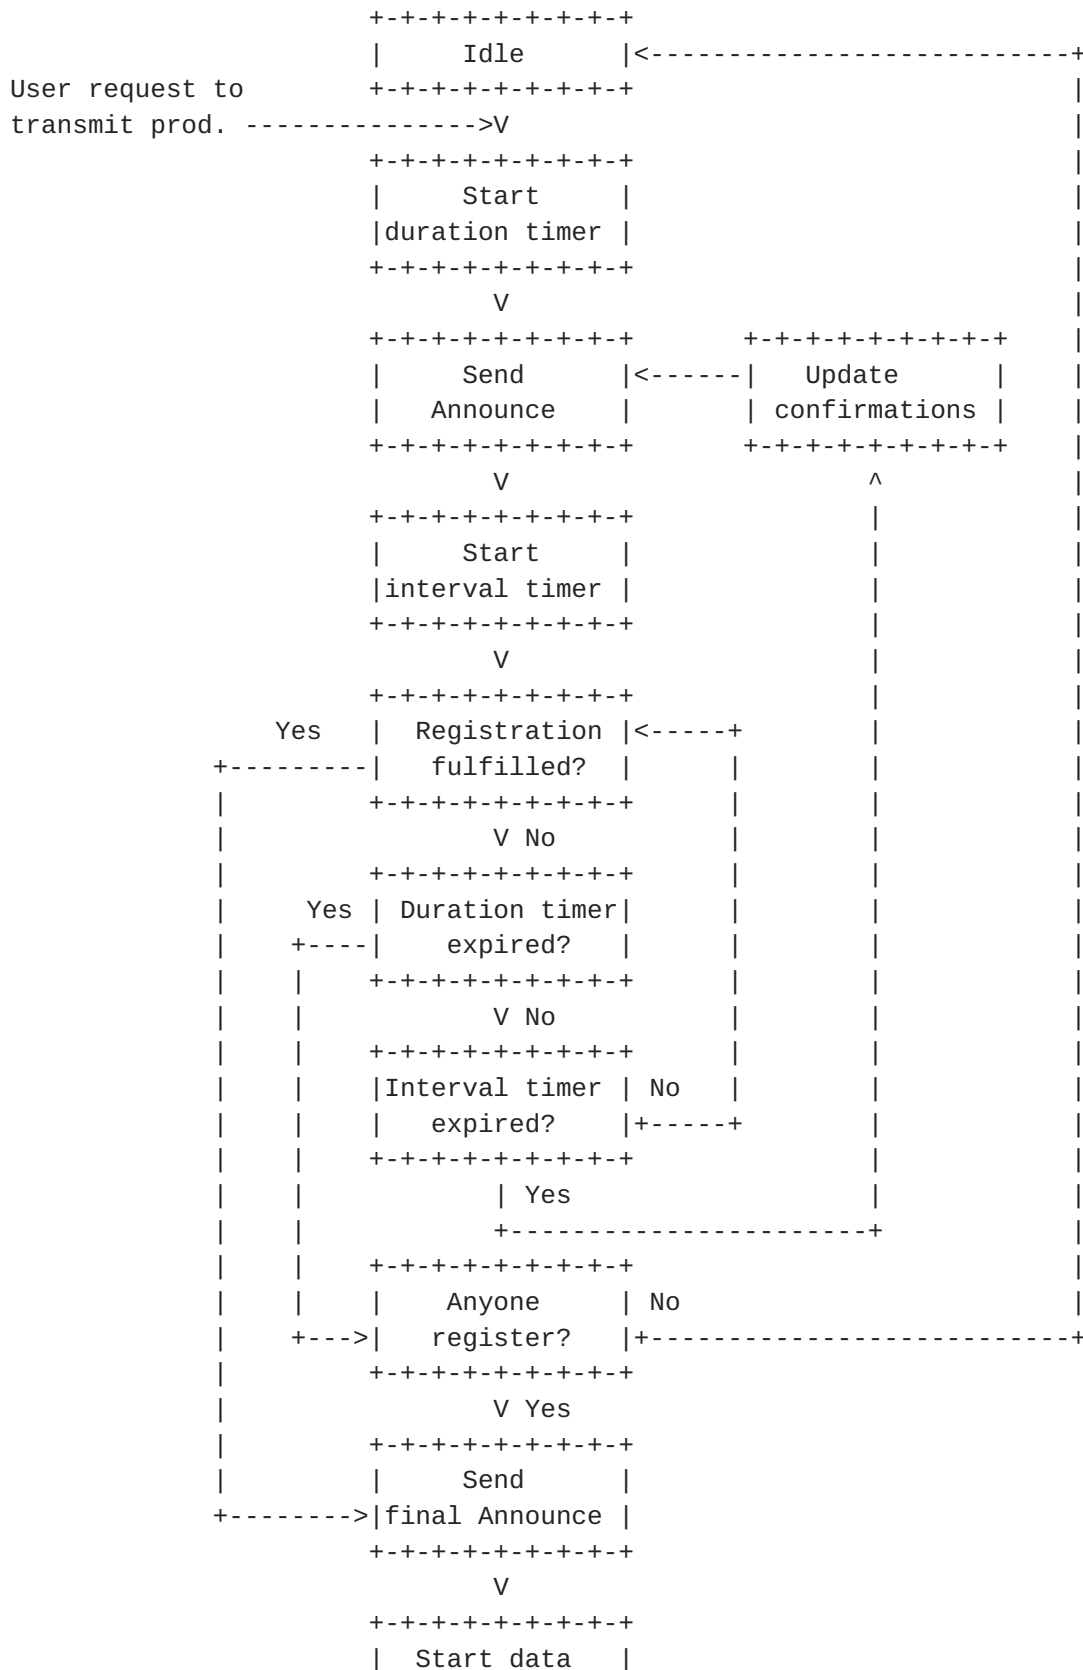 +-+-+-+-+-+-+-+-+
|     Idle      |<---------------------------+
User request to        +-+-+-+-+-+-+-+-+                            |
transmit prod. --------------->V                                    |
+-+-+-+-+-+-+-+-+                            |
|     Start     |                            |
|duration timer |                            |
+-+-+-+-+-+-+-+-+                            |
V                                    |
+-+-+-+-+-+-+-+-+       +-+-+-+-+-+-+-+-+    |
|     Send      |<------|   Update      |    |
|   Announce    |       | confirmations |    |
+-+-+-+-+-+-+-+-+       +-+-+-+-+-+-+-+-+    |
V                       ^            |
+-+-+-+-+-+-+-+-+               |            |
|     Start     |               |            |
|interval timer |               |            |
+-+-+-+-+-+-+-+-+               |            |
V                       |            |
+-+-+-+-+-+-+-+-+               |            |
Yes   |  Registration |<-----+        |            |
+---------|   fulfilled?  |      |        |            |
|         +-+-+-+-+-+-+-+-+      |        |            |
|                 V No           |        |            |
|         +-+-+-+-+-+-+-+-+      |        |            |
|     Yes | Duration timer|      |        |            |
|    +----|    expired?   |      |        |            |
|    |    +-+-+-+-+-+-+-+-+      |        |            |
|    |            V No           |        |            |
|    |    +-+-+-+-+-+-+-+-+      |        |            |
|    |    |Interval timer | No   |        |            |
|    |    |   expired?    |+-----+        |            |
|    |    +-+-+-+-+-+-+-+-+               |            |
|    |            | Yes                   |            |
|    |            +-----------------------+            |
|    |    +-+-+-+-+-+-+-+-+                            |
|    |    |    Anyone     | No                         |
|    +--->|   register?   |+---------------------------+
|         +-+-+-+-+-+-+-+-+
|                 V Yes
|         +-+-+-+-+-+-+-+-+
|         |     Send      |
+-------->|final Announce |
+-+-+-+-+-+-+-+-+
V
+-+-+-+-+-+-+-+-+
|  Start data   |